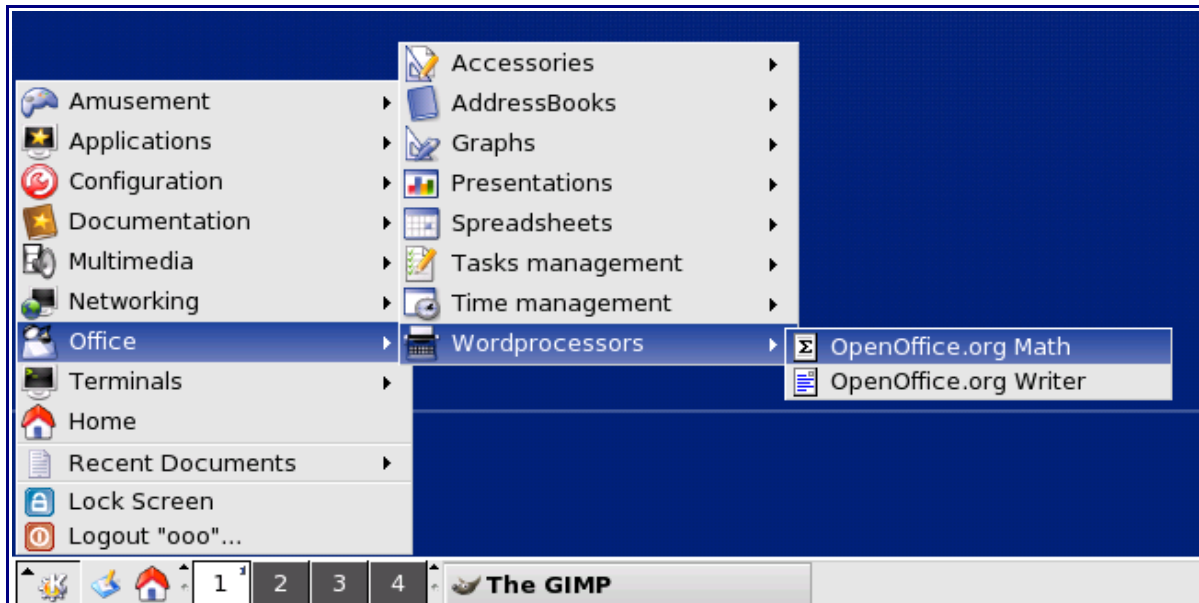 Amusement
Applications
Configuration
Documentation
Multimedia
Networking
Office
Terminals
Home
Recent Documents
Lock Screen
Logout "ooo"...
Accessories
AddressBooks
Graphs
Presentations
Spreadsheets
Tasks management
Time management
Wordprocessors
OpenOffice.org Math
OpenOffice.org Writer
1 2 3 4 The GIMP